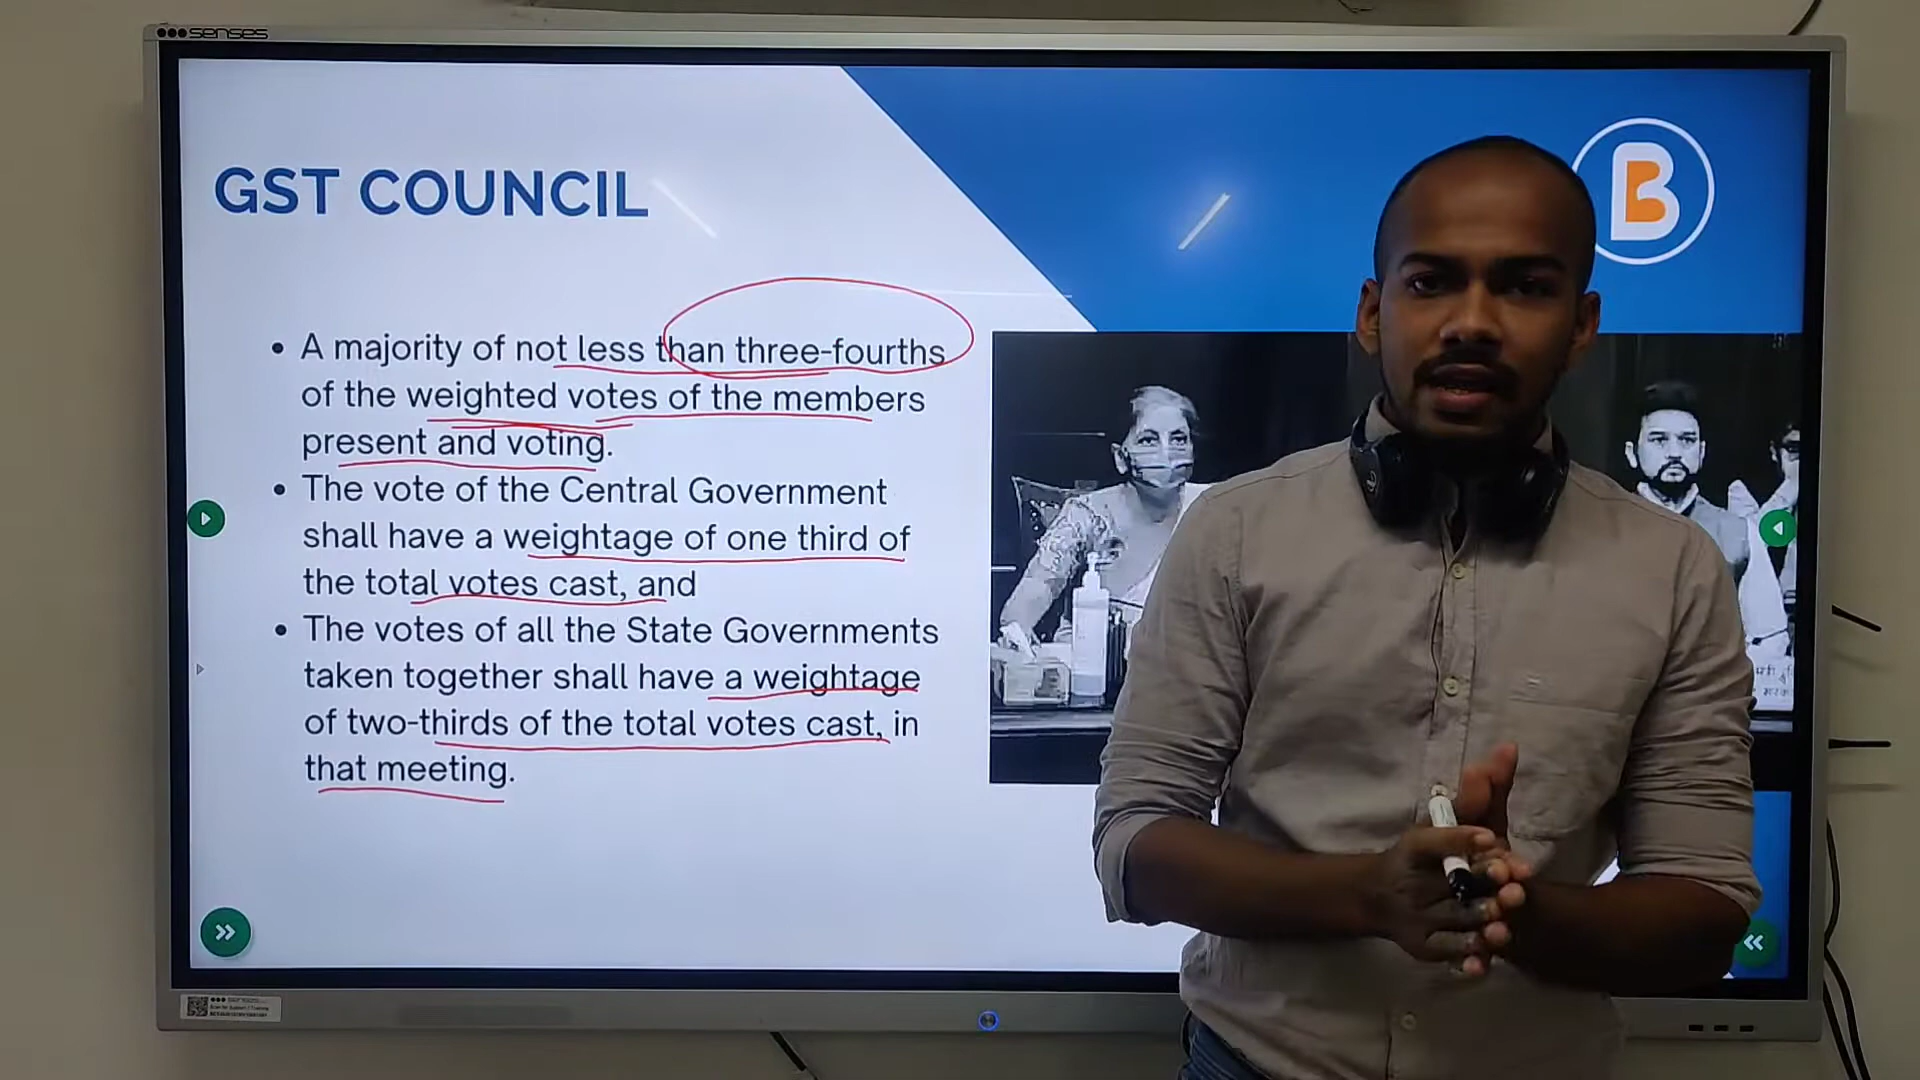 senses
GST COUNCIL
B
• A majority of not less than three-fourths
of the weighted votes of the members
present and voting.
• The vote of the Central Government
shall have a weightage of one third of
the total votes cast, and
• The votes of all the State Governments
taken together shall have a weightage
of two-thirds of the total votes cast, in
that meeting.